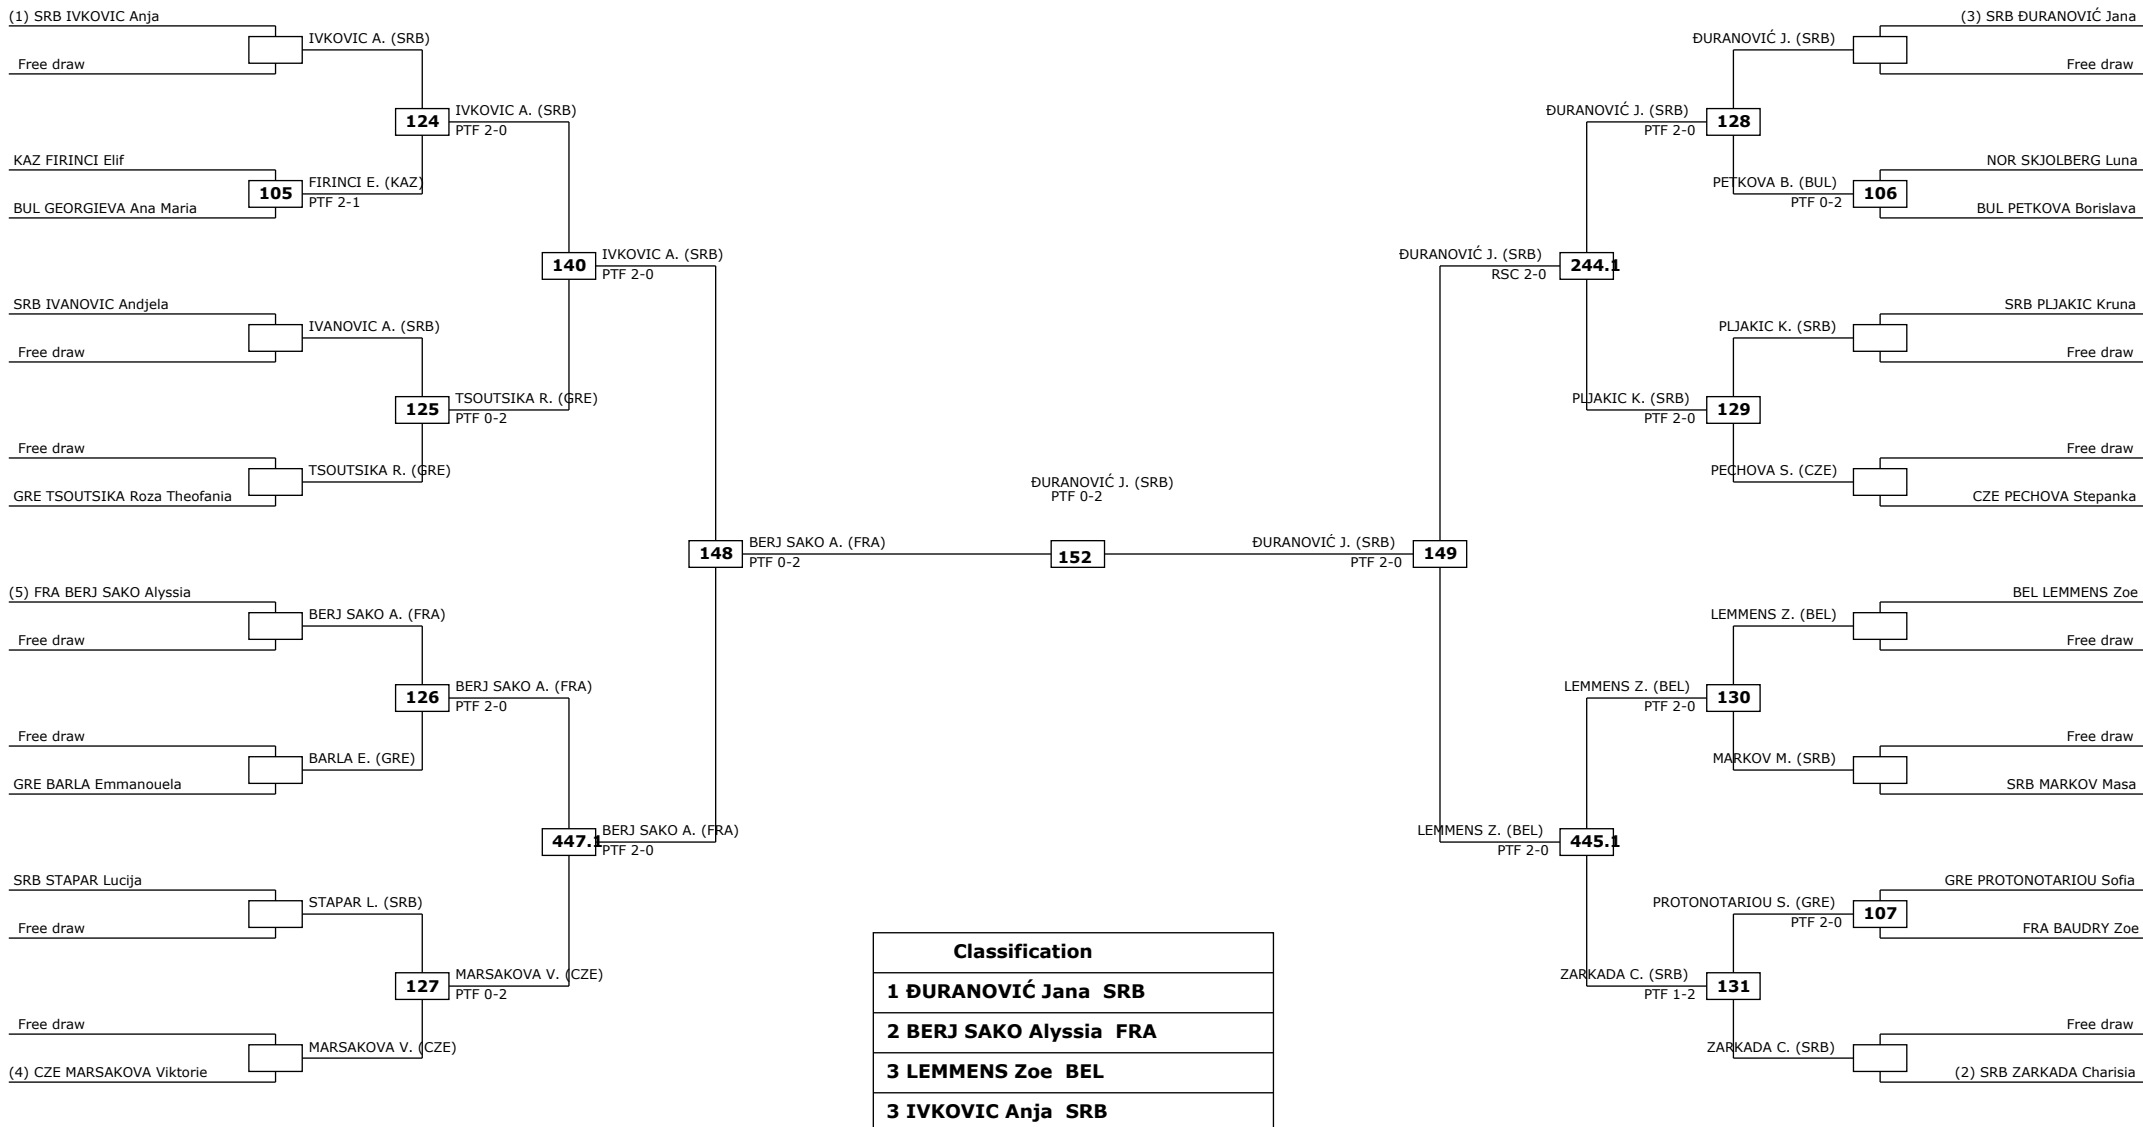 (1) SRB IVKOVIC Anja
IVKOVIC A. (SRB)
Free draw
124
IVKOVIC A. (SRB)
PTF 2-0
KAZ FIRINCI Elif
105
FIRINCI E. (KAZ)
PTF 2-1
BUL GEORGIEVA Ana Maria
140
IVKOVIC A. (SRB)
PTF 2-0
SRB IVANOVIC Andjela
IVANOVIC A. (SRB)
Free draw
125
TSOUTSIKA R. (GRE)
PTF 0-2
Free draw
TSOUTSIKA R. (GRE)
GRE TSOUTSIKA Roza Theofania
148
BERJ SAKO A. (FRA)
PTF 0-2
(5) FRA BERJ SAKO Alyssia
BERJ SAKO A. (FRA)
Free draw
126
BERJ SAKO A. (FRA)
PTF 2-0
Free draw
BARLA E. (GRE)
GRE BARLA Emmanouela
447.1
BERJ SAKO A. (FRA)
PTF 2-0
SRB STAPAR Lucija
STAPAR L. (SRB)
Free draw
127
MARSAKOVA V. (CZE)
PTF 0-2
Free draw
MARSAKOVA V. (CZE)
(4) CZE MARSAKOVA Viktorie
ĐURANOVIĆ J. (SRB)
PTF 0-2
152
(3) SRB ĐURANOVIĆ Jana
ĐURANOVIĆ J. (SRB)
Free draw
ĐURANOVIĆ J. (SRB)
PTF 2-0
128
NOR SKJOLBERG Luna
PETKOVA B. (BUL)
PTF 0-2
106
BUL PETKOVA Borislava
ĐURANOVIĆ J. (SRB)
RSC 2-0
244.1
SRB PLJAKIC Kruna
PLJAKIC K. (SRB)
Free draw
PLJAKIC K. (SRB)
PTF 2-0
129
Free draw
PECHOVA S. (CZE)
CZE PECHOVA Stepanka
ĐURANOVIĆ J. (SRB)
PTF 2-0
149
BEL LEMMENS Zoe
LEMMENS Z. (BEL)
Free draw
LEMMENS Z. (BEL)
PTF 2-0
130
Free draw
MARKOV M. (SRB)
SRB MARKOV Masa
LEMMENS Z. (BEL)
PTF 2-0
445.1
GRE PROTONOTARIOU Sofia
PROTONOTARIOU S. (GRE)
PTF 2-0
107
FRA BAUDRY Zoe
ZARKADA C. (SRB)
PTF 1-2
131
Free draw
ZARKADA C. (SRB)
(2) SRB ZARKADA Charisia
Classification
1 ĐURANOVIĆ Jana SRB
2 BERJ SAKO Alyssia FRA
3 LEMMENS Zoe BEL
3 IVKOVIC Anja SRB